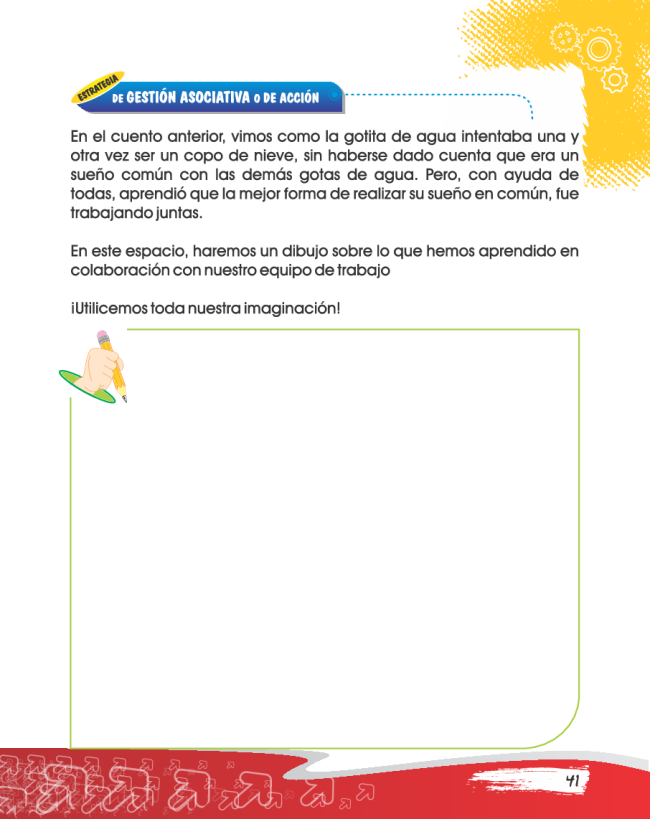 ESTRATEGIA
DE GESTIÓN ASOCIATIVA O DE ACCIÓN
En el cuento anterior, vimos como la gotita de agua intentaba una y
otra vez ser un copo de nieve, sin haberse dado cuenta que era un
sueño común con las demás gotas de agua. Pero, con ayuda de
todas, aprendió que la mejor forma de realizar su sueño en común, fue
trabajando juntas.
En este espacio, haremos un dibujo sobre lo que hemos aprendido en
colaboración con nuestro equipo de trabajo
¡Utilicemos toda nuestra imaginación!
41